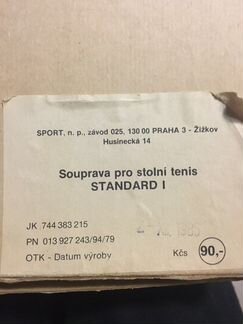 SPORT, n. p., závod 025, 130 00 PRAHA 3 - Žižkov
Husinecká 14
Souprava pro stolní tenis
STANDARD I
JK 744 383 215
PN 013 927 243/94/79
Kčs 90,-
OTK - Datum výroby